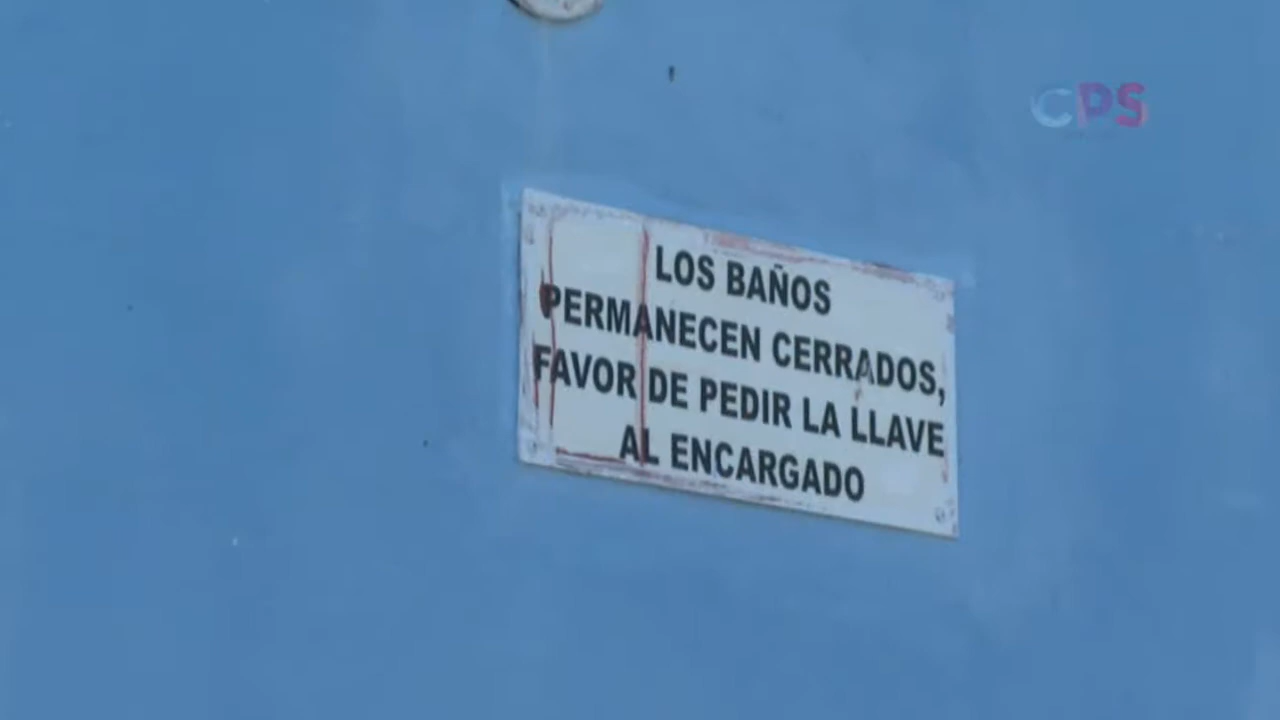 CPS
LOS BAÑOS
PERMANECEN CERRADOS,
FAVOR DE PEDIR LA LLAVE
AL ENCARGADO